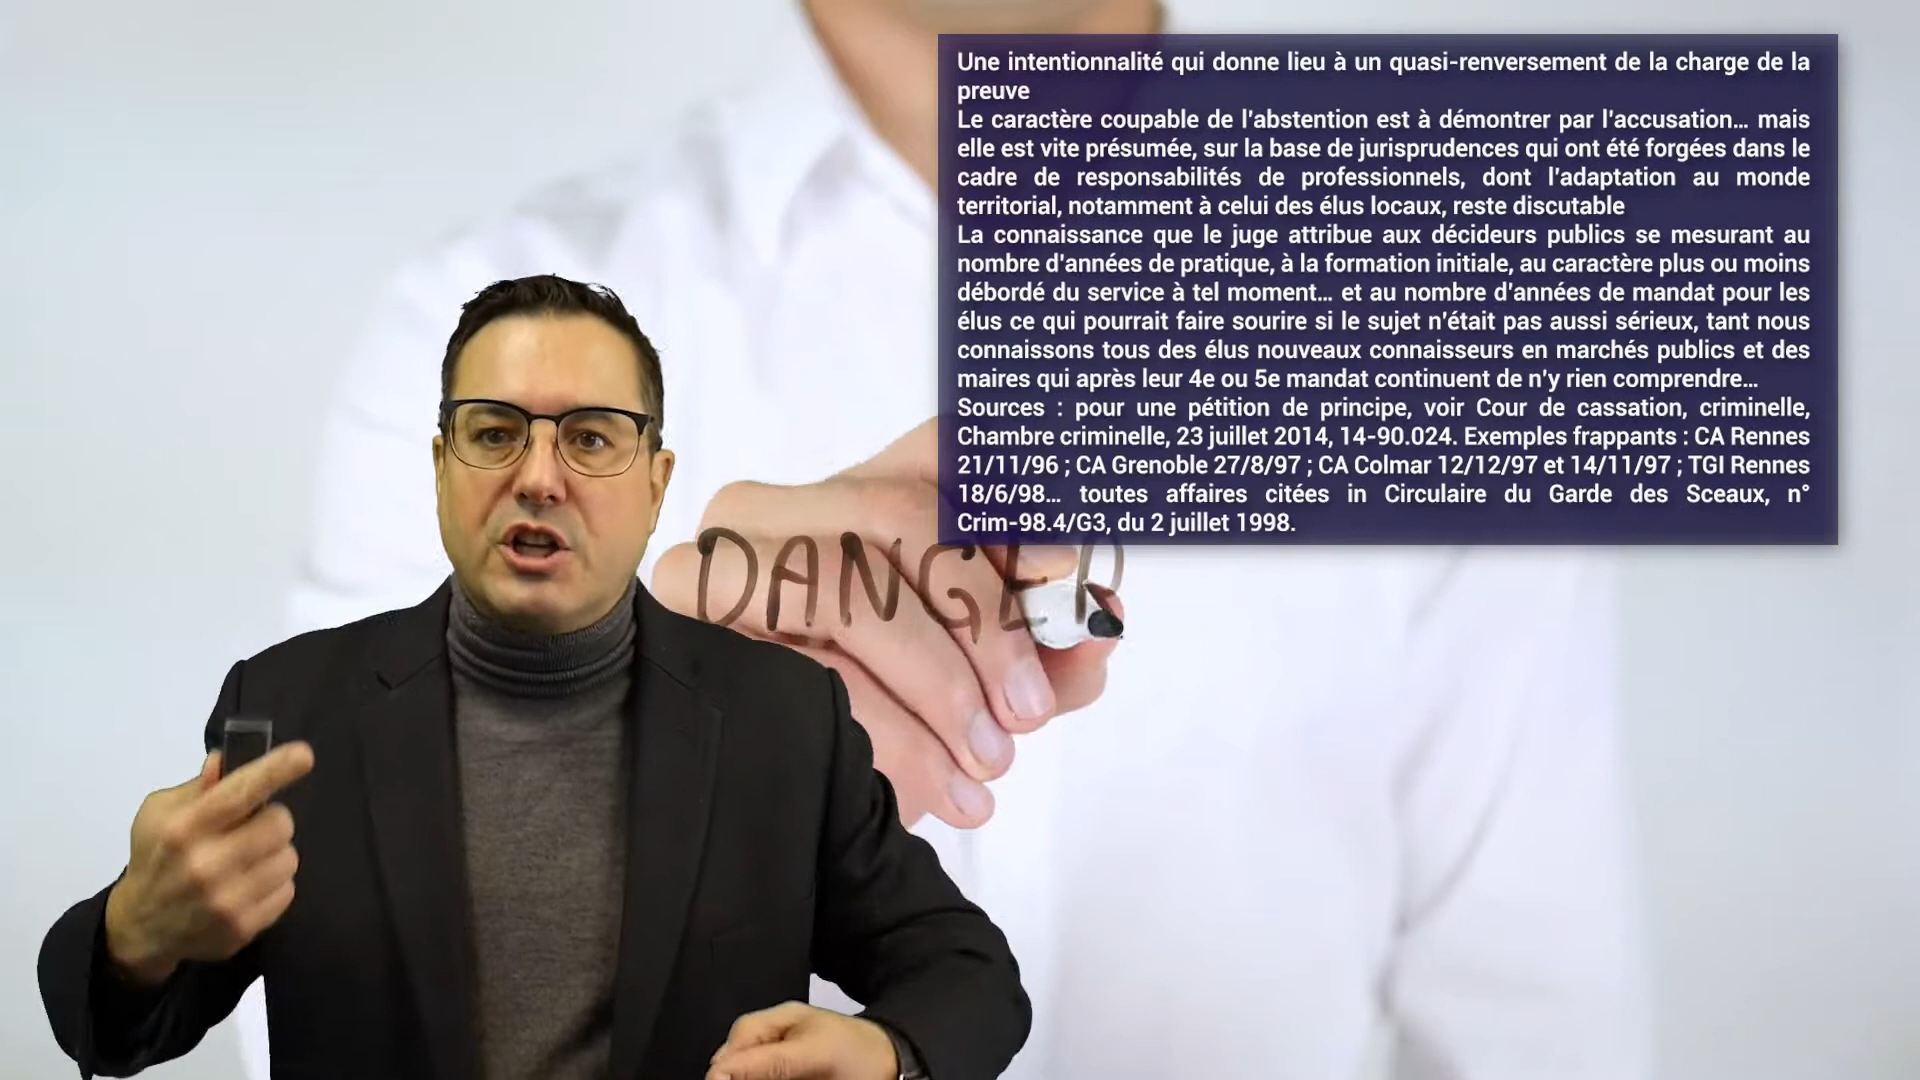 Une intentionnalité qui donne lieu à un quasi-renversement de la charge de la
preuve
Le caractère coupable de l'abstention est à démontrer par l'accusation... mais
elle est vite présumée, sur la base de jurisprudences qui ont été forgées dans le
cadre de responsabilités de professionnels, dont l'adaptation au monde
territorial, notamment à celui des élus locaux, reste discutable
La connaissance que le juge attribue aux décideurs publics se mesurant au
nombre d'années de pratique, à la formation initiale, au caractère plus ou moins
débordé du service à tel moment... et au nombre d'années de mandat pour les
élus ce qui pourrait faire sourire si le sujet n'était pas aussi sérieux, tant nous
connaissons tous des élus nouveaux connaisseurs en marchés publics et des
maires qui après leur 4e ou 5e mandat continuent de n'y rien comprendre...
Sources : pour une pétition de principe, voir Cour de cassation, criminelle,
Chambre criminelle, 23 juillet 2014, 14-90.024. Exemples frappants : CA Rennes
21/11/96 ; CA Grenoble 27/8/97 ; CA Colmar 12/12/97 et 14/11/97 ; TGI Rennes
18/6/98... toutes affaires citées in Circulaire du Garde des Sceaux, n°
Crim-98.4/G3, du 2 juillet 1998.
DANGER